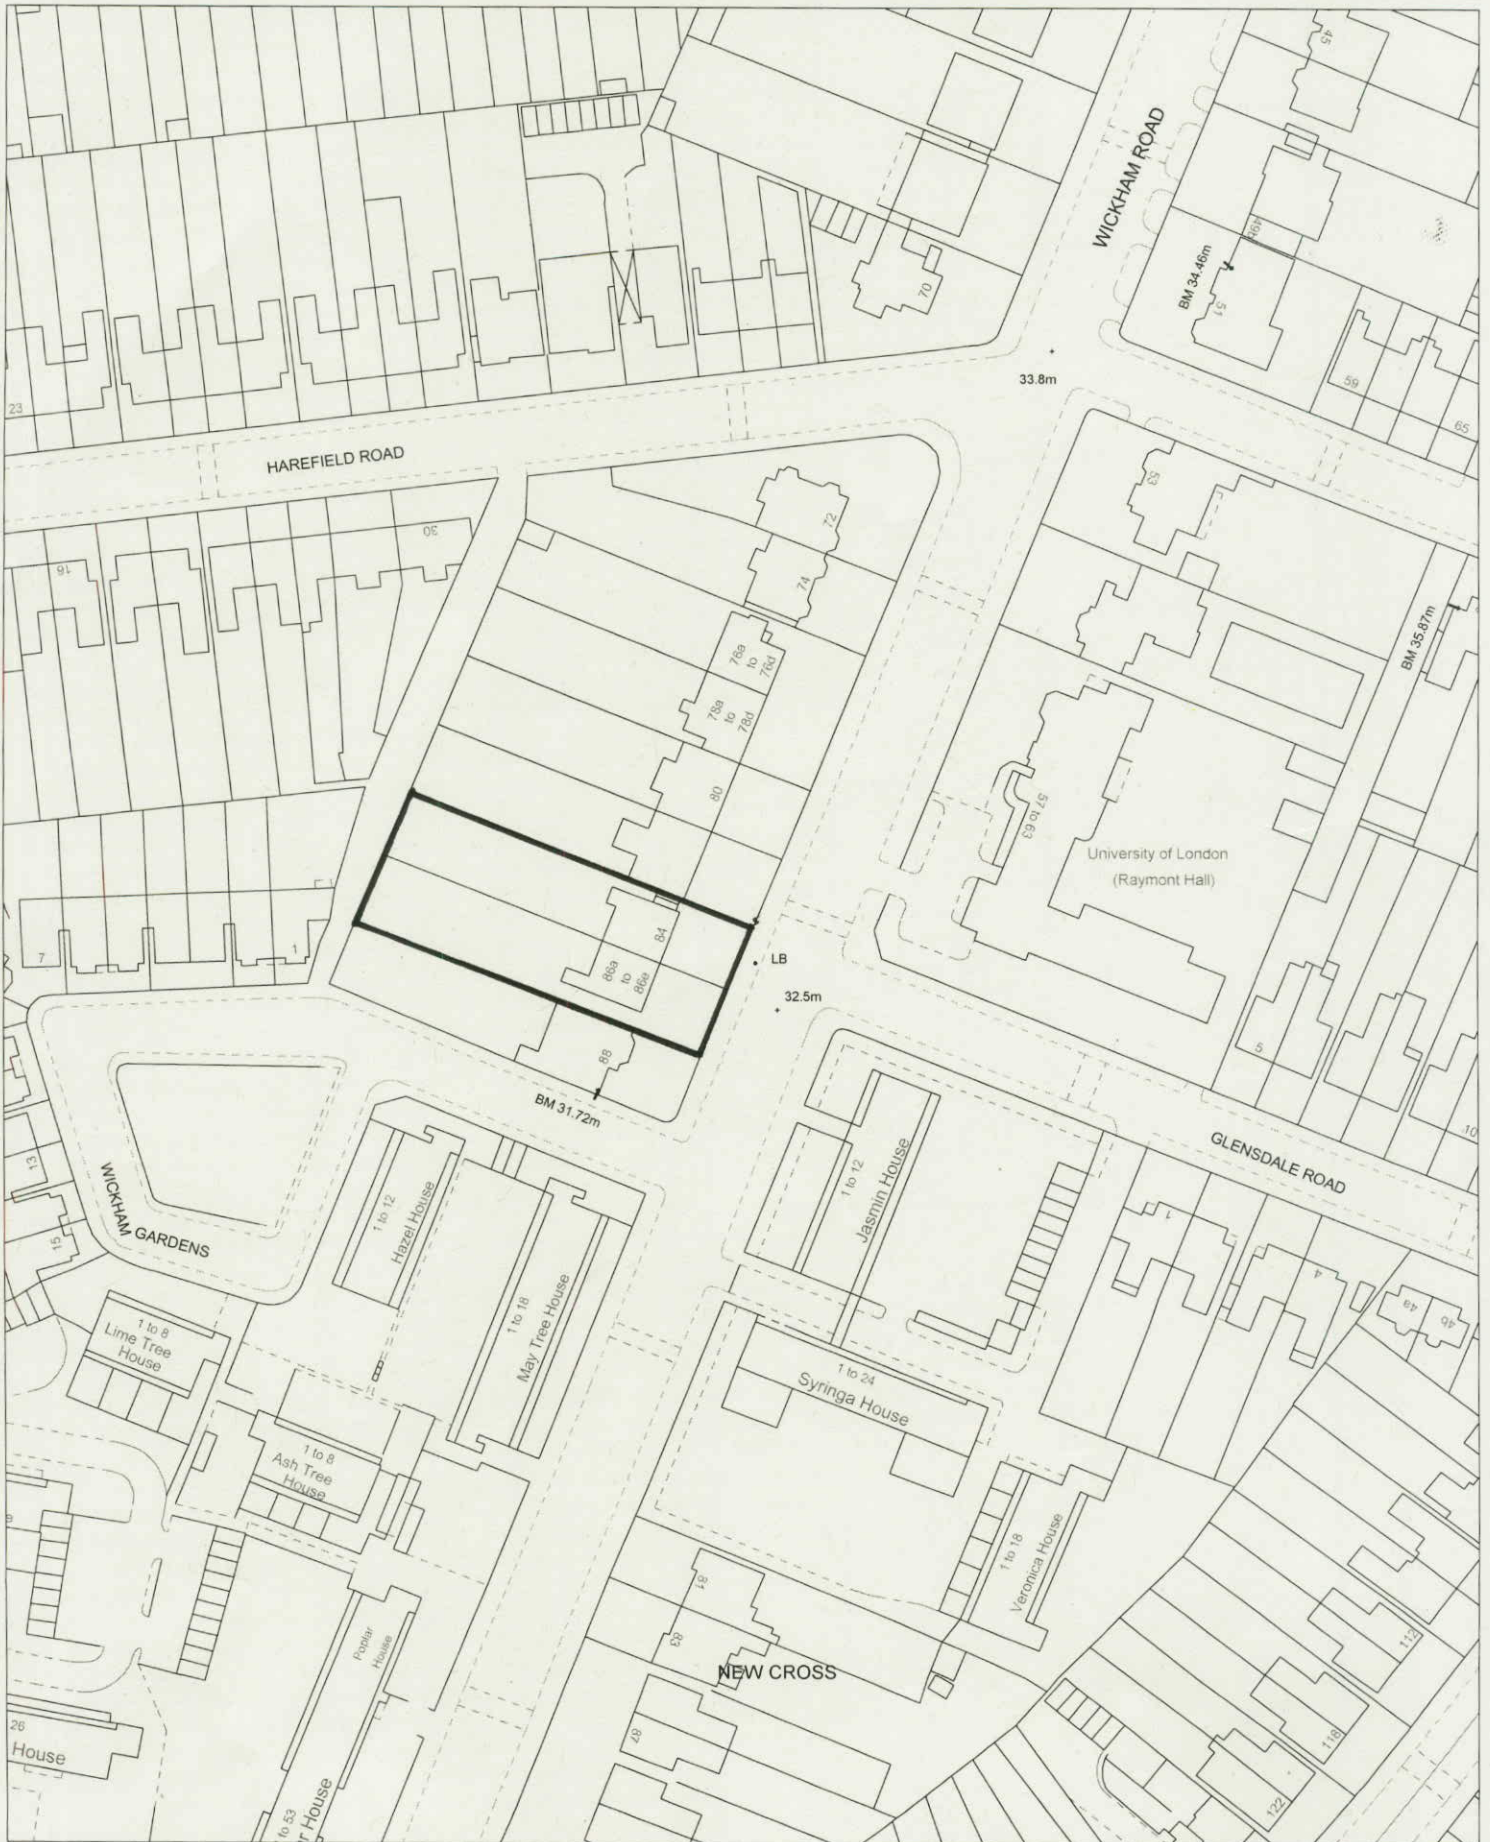 45
WICKHAM ROAD
49b
BM 34.46m
51
70
33.8m
59
65
23
HAREFIELD ROAD
53
72
30
16
74
BM 35.87m
76a
to
76d
78a
to
78d
80
57 to 63
University of London
(Raymont Hall)
84
7
1
LB
86a
to
86e
32.5m
5
88
BM 31.72m
10
GLENSDALE ROAD
13
1 to 12
Jasmin House
WICKHAM GARDENS
1 to 12
Hazel House
15
1
4
1 to 8
Lime Tree
House
1 to 18
May Tree House
4a
4b
1 to 24
Syringa House
1 to 8
Ash Tree
House
1 to 18
Veronica House
81
83
Poplar
House
112
NEW CROSS
26
House
87
118
122
to 53
r House